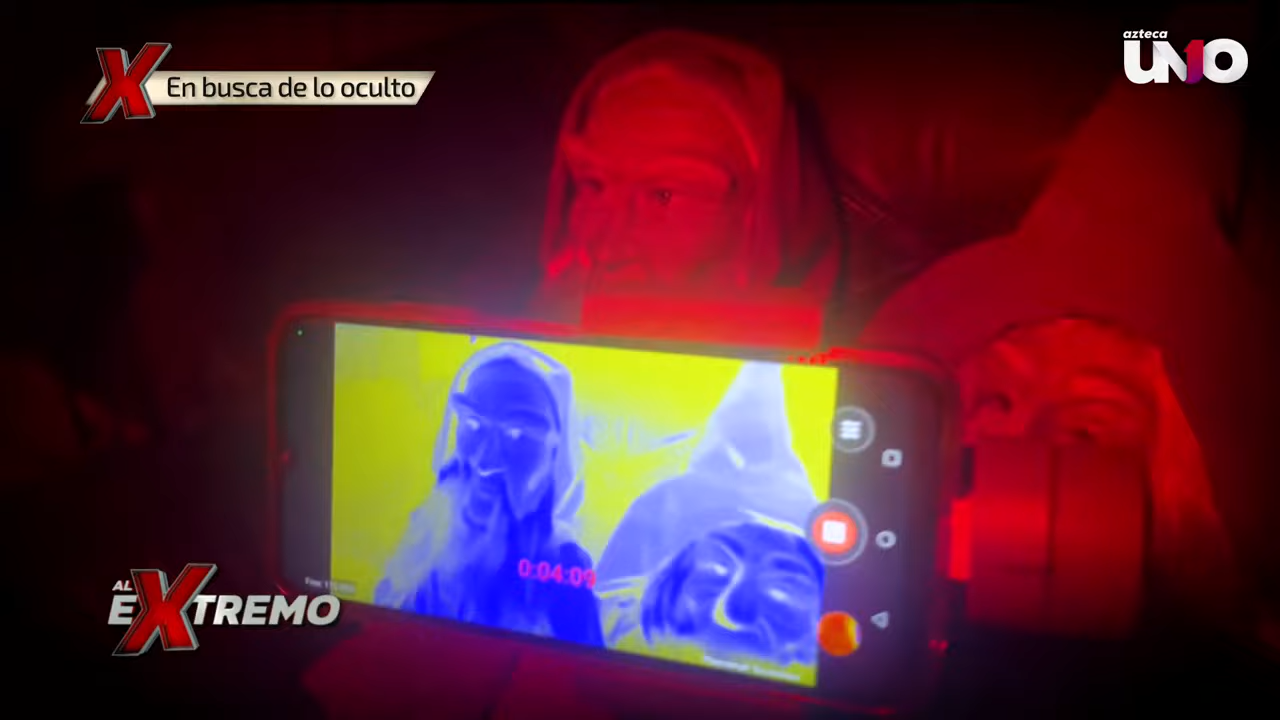 X En busca de lo oculto
azteca
UNO
0:04:09
AL
EXTREMO